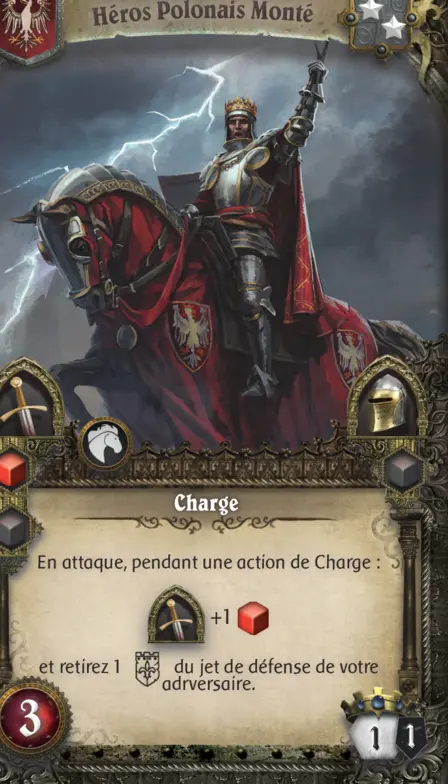 Héros Polonais Monté
Charge
En attaque, pendant une action de Charge :
+1
et retirez 1 du jet de défense de votre
adrversaire.
3
1 1